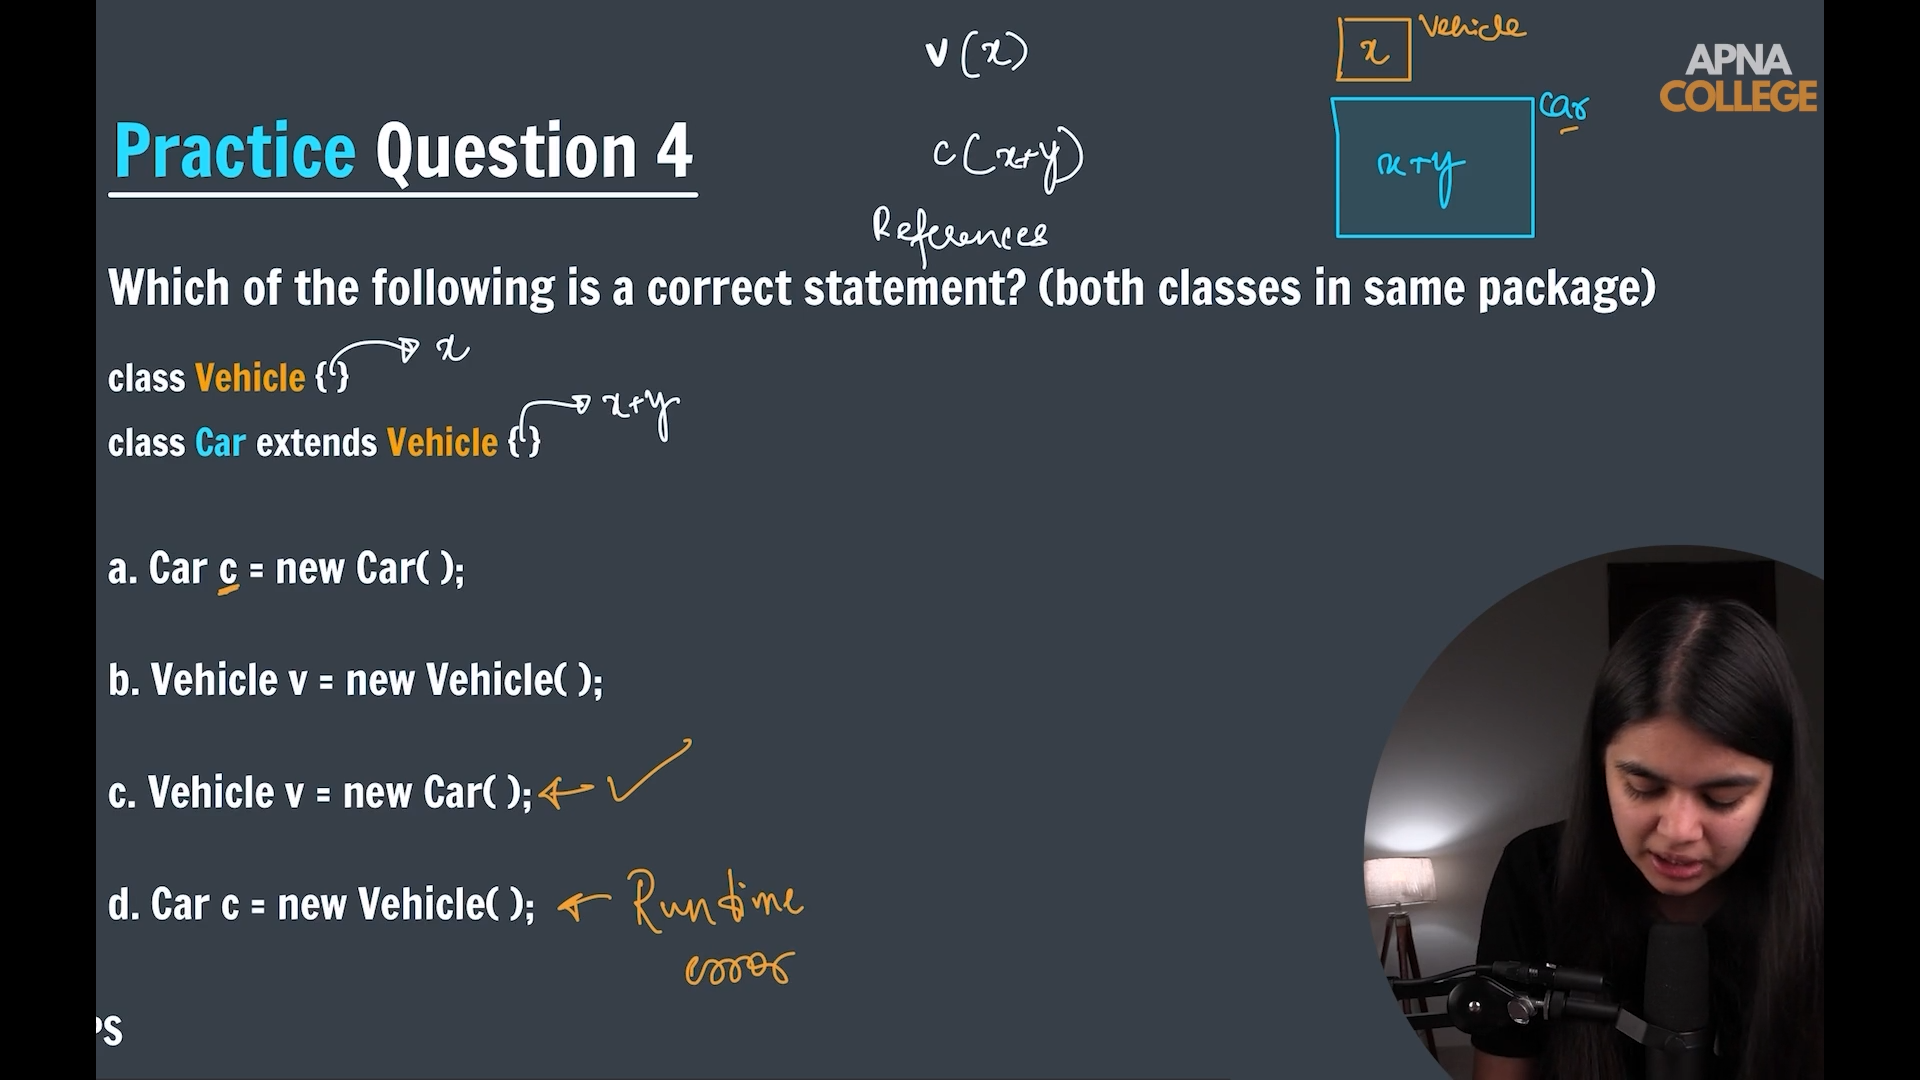 v(x)
x Vehicle
APNA
COLLEGE
Car
Practice Question 4
c(x+y)
x+y
References
Which of the following is a correct statement? (both classes in same package)
class Vehicle {} x
class Car extends Vehicle {} x+y
a. Car c = new Car( );
b. Vehicle v = new Vehicle( );
c. Vehicle v = new Car( );
d. Car c = new Vehicle( ); Runtime
error
PS